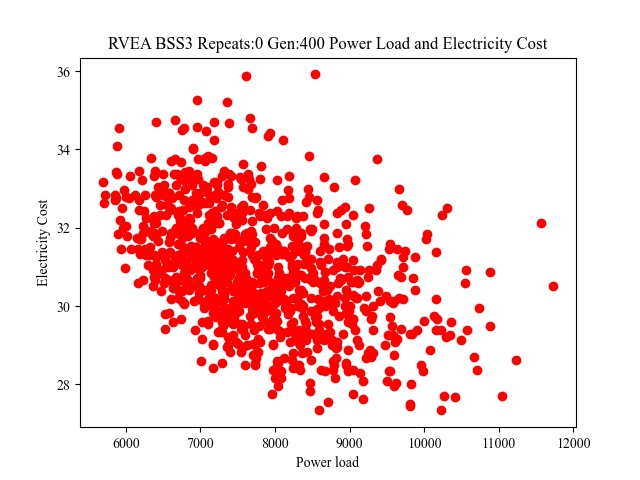 RVEA BSS3 Repeats:0 Gen:400 Power Load and Electricity Cost
36
34
32
30
28
Electricity Cost
6000 7000 8000 9000 10000 11000 12000
Power load